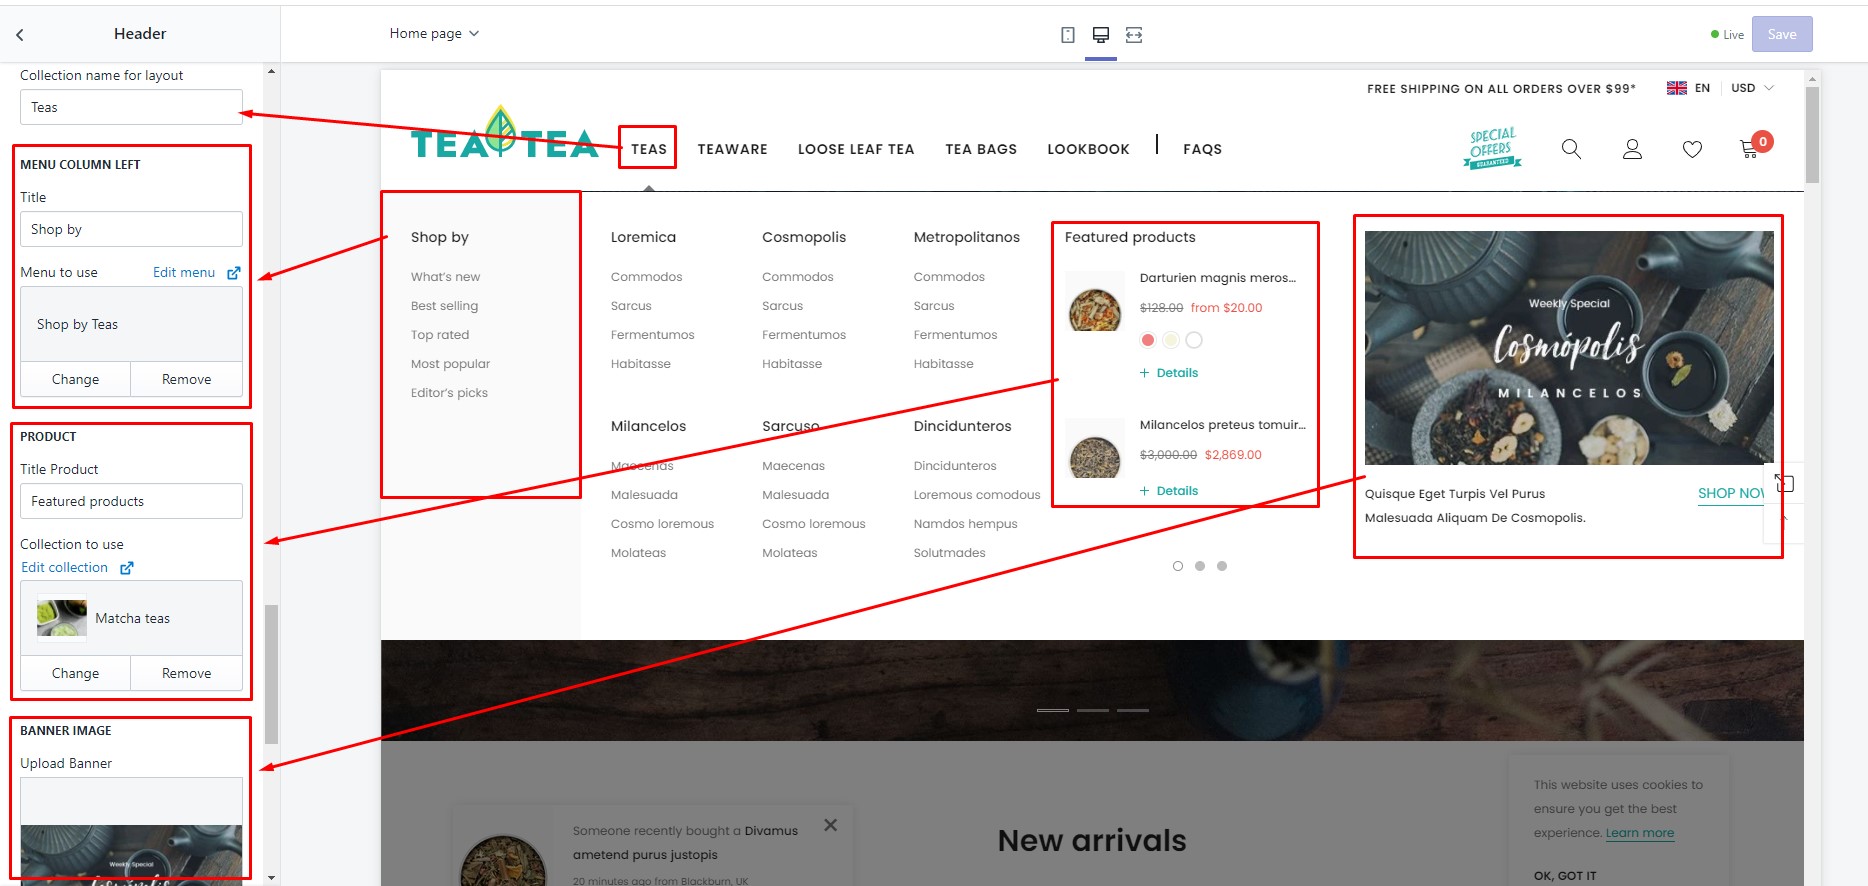 Header
Home page
Live
Save
Collection name for layout
Teas
MENU COLUMN LEFT
Title
Shop by
Menu to use
Edit menu
Shop by Teas
Change
Remove
PRODUCT
Title Product
Featured products
Collection to use
Edit collection
Matcha teas
Change
Remove
BANNER IMAGE
Upload Banner
Weekly Special
Cosmópolis
FREE SHIPPING ON ALL ORDERS OVER $99*
EN
USD
TEA TEA
TEAS
TEAWARE
LOOSE LEAF TEA
TEA BAGS
LOOKBOOK
FAQS
SPECIAL
OFFERS
GUARANTEED
0
Shop by
What's new
Best selling
Top rated
Most popular
Editor's picks
Loremica
Commodos
Sarcus
Fermentumos
Habitasse
Cosmopolis
Commodos
Sarcus
Fermentumos
Habitasse
Metropolitanos
Commodos
Sarcus
Fermentumos
Habitasse
Milancelos
Maecenas
Malesuada
Cosmo loremous
Molateas
Sarcuso
Maecenas
Malesuada
Cosmo loremous
Molateas
Dincidunteros
Dincidunteros
Loremous comodous
Namdos hempus
Solutmades
Featured products
Darturien magnis meros...
$128.00 from $20.00
+ Details
Milancelos preteus tomuir...
$3,000.00 $2,869.00
+ Details
Weekly Special
Cosmópolis
MILANCELOS
Quisque Eget Turpis Vel Purus
Malesuada Aliquam De Cosmopolis.
SHOP NOW
Someone recently bought a Divamus
ametend purus justopis
20 minutes ago from Blackburn, UK
New arrivals
This website uses cookies to
ensure you get the best
experience. Learn more
OK, GOT IT